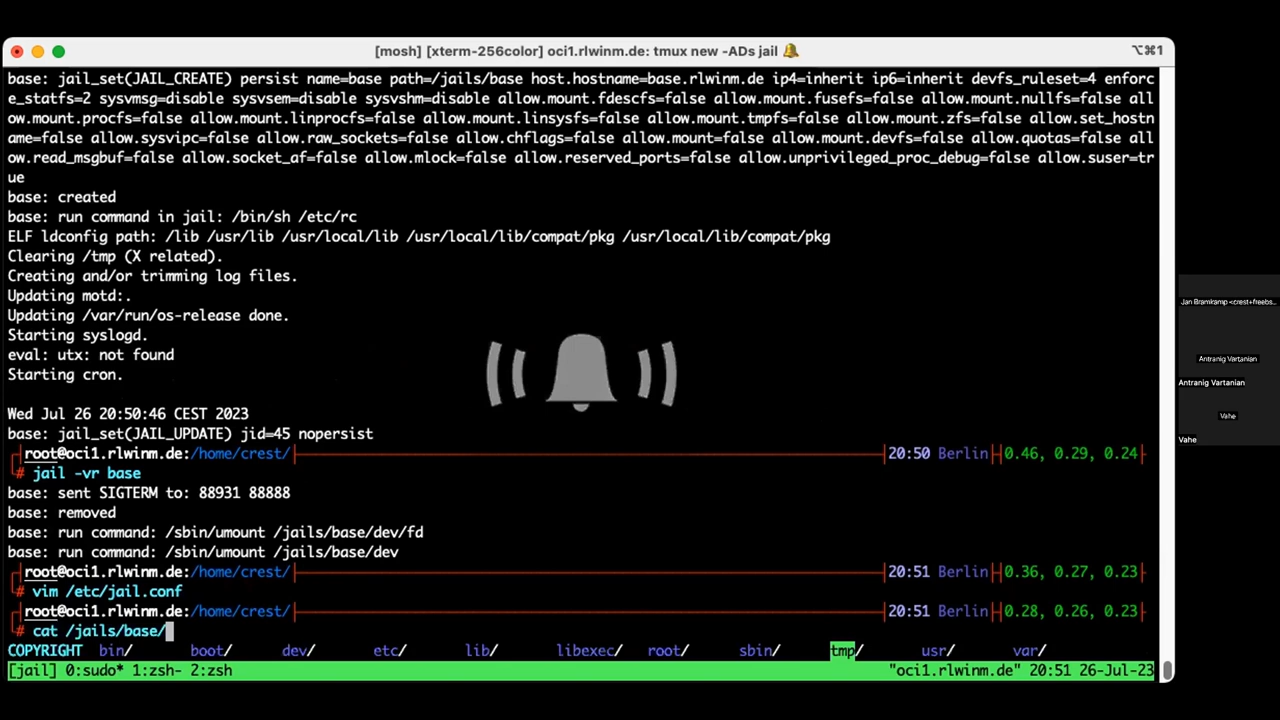 [mosh] [xterm-256color] oci1.rlwinm.de: tmux new -ADs jail 🔔
⌥⌘1
base: jail_set(JAIL_CREATE) persist name=base path=/jails/base host.hostname=base.rlwinm.de ip4=inherit ip6=inherit devfs_ruleset=4 enforc
e_statfs=2 sysvmsg=disable sysvsem=disable sysvshm=disable allow.mount.fdescfs=false allow.mount.fusefs=false allow.mount.nullfs=false all
ow.mount.procfs=false allow.mount.linprocfs=false allow.mount.linsysfs=false allow.mount.tmpfs=false allow.mount.zfs=false allow.set_hostn
ame=false allow.sysvipc=false allow.raw_sockets=false allow.chflags=false allow.mount=false allow.mount.devfs=false allow.quotas=false all
ow.read_msgbuf=false allow.socket_af=false allow.mlock=false allow.reserved_ports=false allow.unprivileged_proc_debug=false allow.suser=tr
ue
base: created
base: run command in jail: /bin/sh /etc/rc
ELF ldconfig path: /lib /usr/lib /usr/local/lib /usr/local/lib/compat/pkg /usr/local/lib/compat/pkg
Clearing /tmp (X related).
Creating and/or trimming log files.
Updating motd:.
Updating /var/run/os-release done.
Starting syslogd.
eval: utx: not found
Starting cron.
Wed Jul 26 20:50:46 CEST 2023
base: jail_set(JAIL_UPDATE) jid=45 nopersist
root@oci1.rlwinm.de:/home/crest/ 20:50 Berlin 0.46, 0.29, 0.24
# jail -vr base
base: sent SIGTERM to: 88931 88888
base: removed
base: run command: /sbin/umount /jails/base/dev/fd
base: run command: /sbin/umount /jails/base/dev
root@oci1.rlwinm.de:/home/crest/ 20:51 Berlin 0.36, 0.27, 0.23
# vim /etc/jail.conf
root@oci1.rlwinm.de:/home/crest/ 20:51 Berlin 0.28, 0.26, 0.23
# cat /jails/base/
COPYRIGHT bin/ boot/ dev/ etc/ lib/ libexec/ root/ sbin/ tmp/ usr/ var/
[jail] 0:sudo* 1:zsh- 2:zsh "oci1.rlwinm.de" 20:51 26-Jul-23
Jan Bramkamp <crest+freebs...
Antranig Vartanian
Antranig Vartanian
Vahe
Vahe